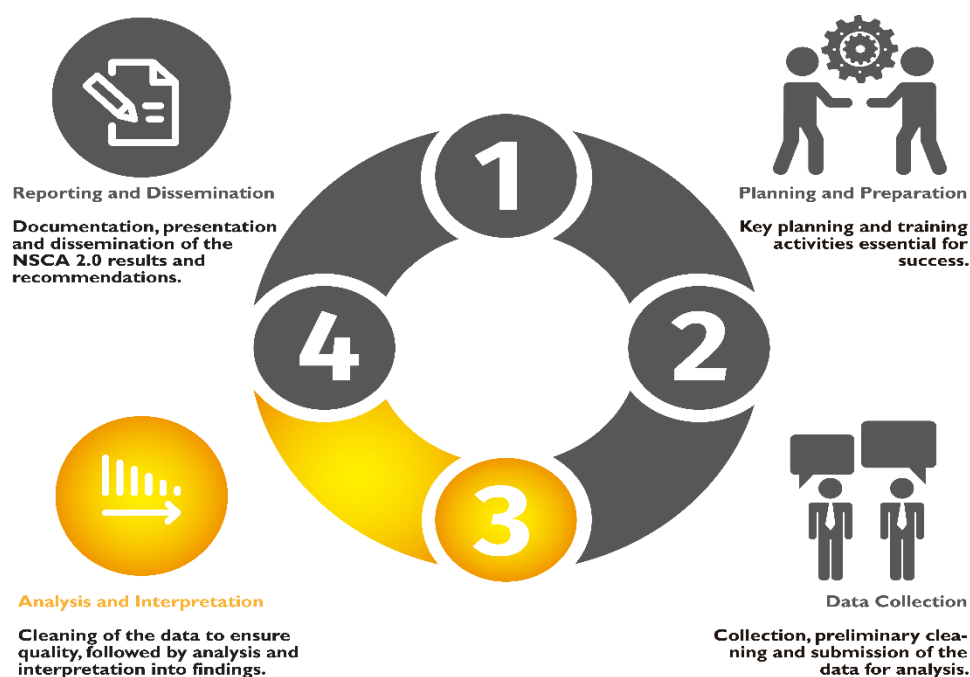 1
Reporting and Dissemination
Documentation, presentation
and dissemination of the
NSCA 2.0 results and
recommendations.
Planning and Preparation
Key planning and training
activities essential for
success.
4
2
3
Analysis and Interpretation
Cleaning of the data to ensure
quality, followed by analysis and
interpretation into findings.
Data Collection
Collection, preliminary clea-
ning and submission of the
data for analysis.